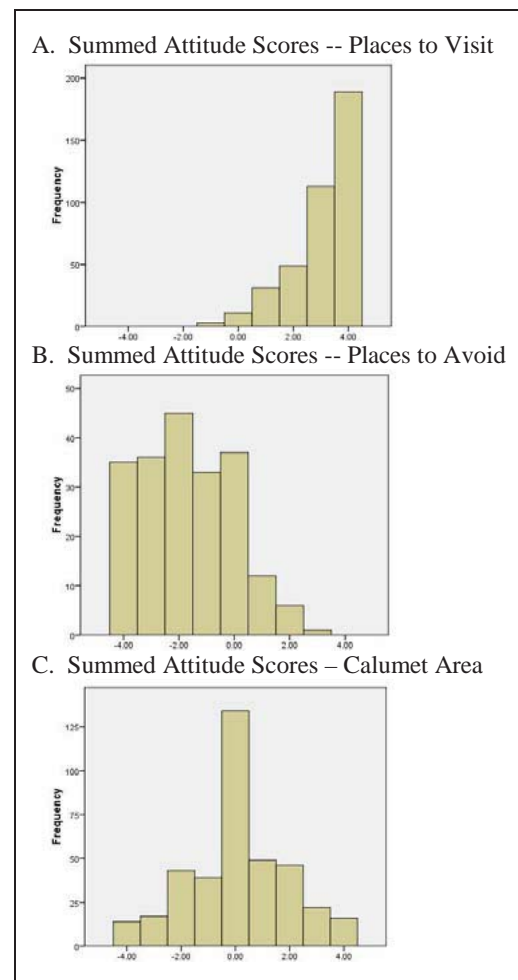 A. Summed Attitude Scores -- Places to Visit
200
150
100
50
0
Frequency
-4.00 -2.00 0.00 2.00 4.00
B. Summed Attitude Scores -- Places to Avoid
50
40
30
20
10
0
Frequency
-4.00 -2.00 0.00 2.00 4.00
C. Summed Attitude Scores – Calumet Area
125
100
75
50
25
0
Frequency
-4.00 -2.00 0.00 2.00 4.00